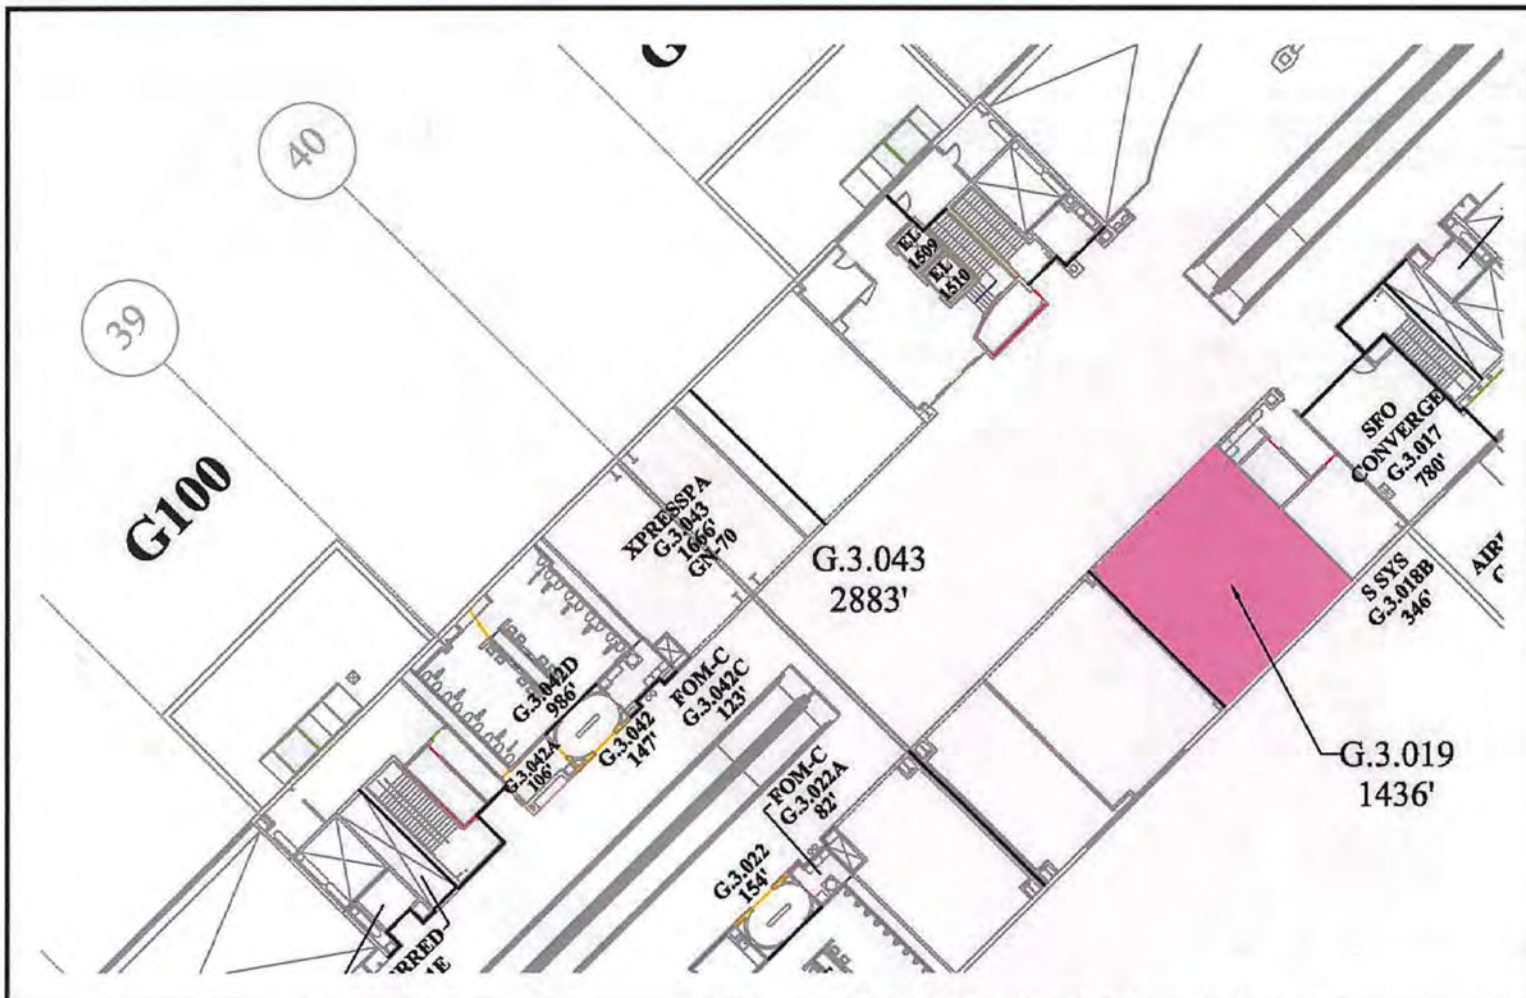 G
40
39
G100
EL
1509
EL
1510
XPRESSPA
G.3.043
1666'
GN-70
G.3.043
2883'
SFO
CONVERGE
G.3.017
780'
S SYS
G.3.018B
346'
G.3.019
1436'
G.3.042D
986'
G.3.042A
106'
G.3.042
147'
FOM-C
G.3.042C
123'
FOM-C
G.3.022A
82'
G.3.022
154'